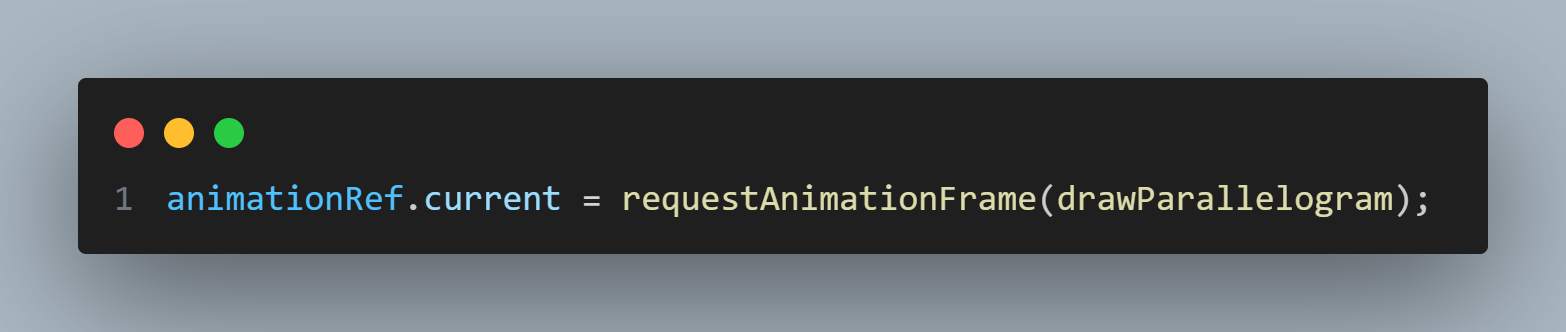 1 animationRef.current = requestAnimationFrame(drawParallelogram);